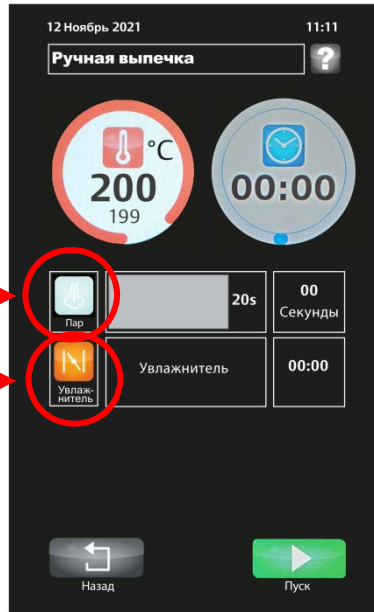 12 Ноябрь 2021 11:11
Ручная выпечка ?
°C
200
199
00:00
Пар
20s
00
Секунды
Увлаж-
нитель
Увлажнитель
00:00
Назад
Пуск